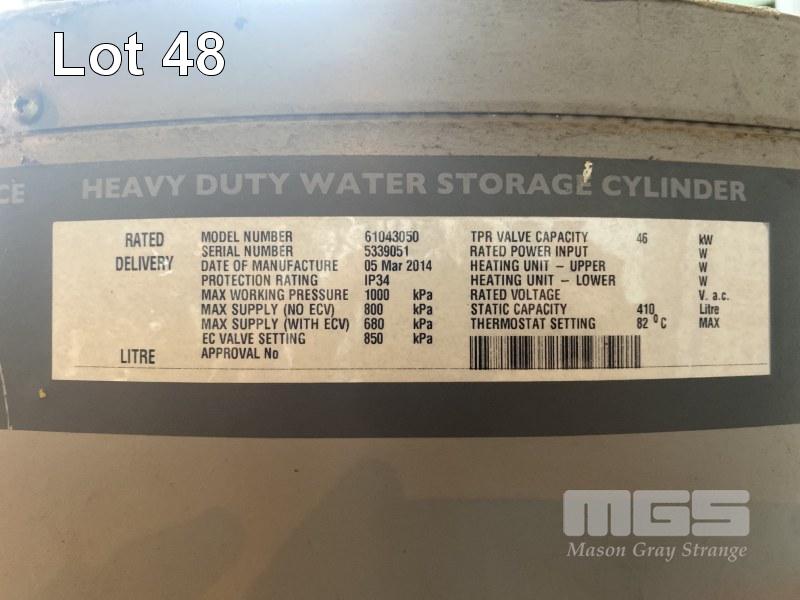 Lot 48
CE HEAVY DUTY WATER STORAGE CYLINDER
RATED DELIVERY
LITRE
MODEL NUMBER 61043050
SERIAL NUMBER 5339051
DATE OF MANUFACTURE 05 Mar 2014
PROTECTION RATING IP34
MAX WORKING PRESSURE 1000 kPa
MAX SUPPLY (NO ECV) 800 kPa
MAX SUPPLY (WITH ECV) 680 kPa
EC VALVE SETTING 850 kPa
APPROVAL No
TPR VALVE CAPACITY 46 kW
RATED POWER INPUT W
HEATING UNIT – UPPER W
HEATING UNIT – LOWER W
RATED VOLTAGE V. a.c.
STATIC CAPACITY 410 Litre
THERMOSTAT SETTING 82 °C MAX
MGS
Mason Gray Strange